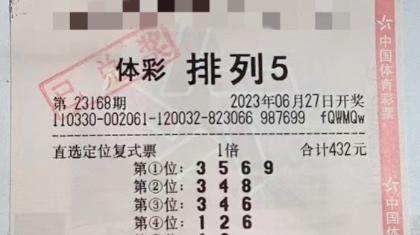 已兑奖
体彩 排列5
第 23168期 2023年06月27日开奖
110330-002061-120032-823066 987699 fQWMQw
直选定位复式票 1倍 合计432元
第①位: 3 5 6 9
第②位: 3 4 8
第③位: 3 4 6
第④位: 1 2 6
中国体育彩票
中国体